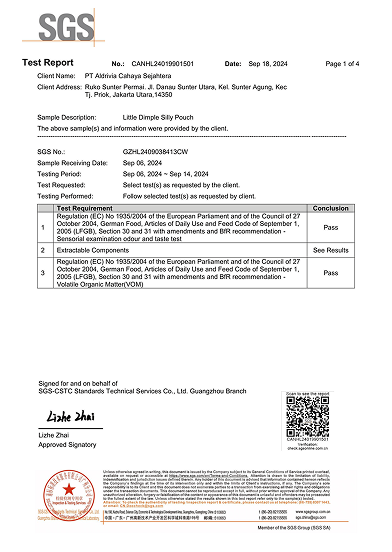 SGS
Test Report No.: CANHL240199501 Date: Sep 18, 2024 Page 1 of 4
Client Name: PT Aldrivia Cahaya Sejahtera
Client Address: Ruko Sunter Permai. Jl. Danau Sunter Utara, Kel. Sunter Agung, Kec
Tj. Priok, Jakarta Utara,14350
Sample Description: Little Dimple Silly Pouch
The above sample(s) and information were provided by the client.
SGS No.: GZHL2409038413CW
Sample Receiving Date: Sep 06, 2024
Testing Period: Sep 06, 2024 ~ Sep 14, 2024
Test Requested: Select test(s) as requested by the client.
Testing Performed: Follow selected test(s) as requested by client.
Test Requirement Conclusion
Regulation (EC) No 1935/2004 of the European Parliament and of the Council of 27
October 2004, German Food, Articles of Daily Use and Feed Code of September 1,
1 2005 (LFGB), Section 30 and 31 with amendments and BfR recommendation - Pass
Sensorial examination odour and taste test
2 Extractable Components See Results
Regulation (EC) No 1935/2004 of the European Parliament and of the Council of 27
October 2004, German Food, Articles of Daily Use and Feed Code of September 1,
3 2005 (LFGB), Section 30 and 31 with amendments and BfR recommendation - Pass
Volatile Organic Matter(VOM)
Signed for and on behalf of
SGS-CSTC Standards Technical Services Co., Ltd. Guangzhou Branch
Scan to see the report
Lizhe Zhai
CANHL240199501
Verification:
check.sgsonline.com.cn
Lizhe Zhai
Approved Signatory
Member of the SGS Group (SGS SA)